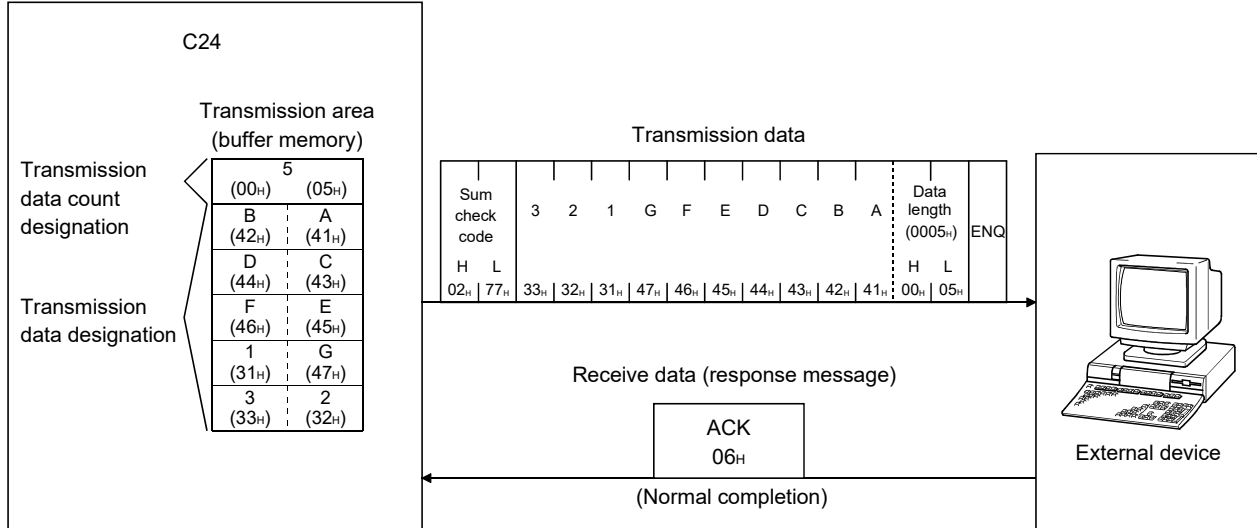 C24
Transmission area
(buffer memory)
Transmission
data count
designation
5
(00H) (05H)
B A
(42H) (41H)
D C
(44H) (43H)
Transmission
data designation
F E
(46H) (45H)
1 G
(31H) (47H)
3 2
(33H) (32H)
Transmission data
Sum
check
code
H L
02H 77H
3 2 1 G F E D C B A
33H 32H 31H 47H 46H 45H 44H 43H 42H 41H
Data
length
(0005H)
H L
00H 05H
ENQ
Receive data (response message)
ACK
06H
(Normal completion)
External device